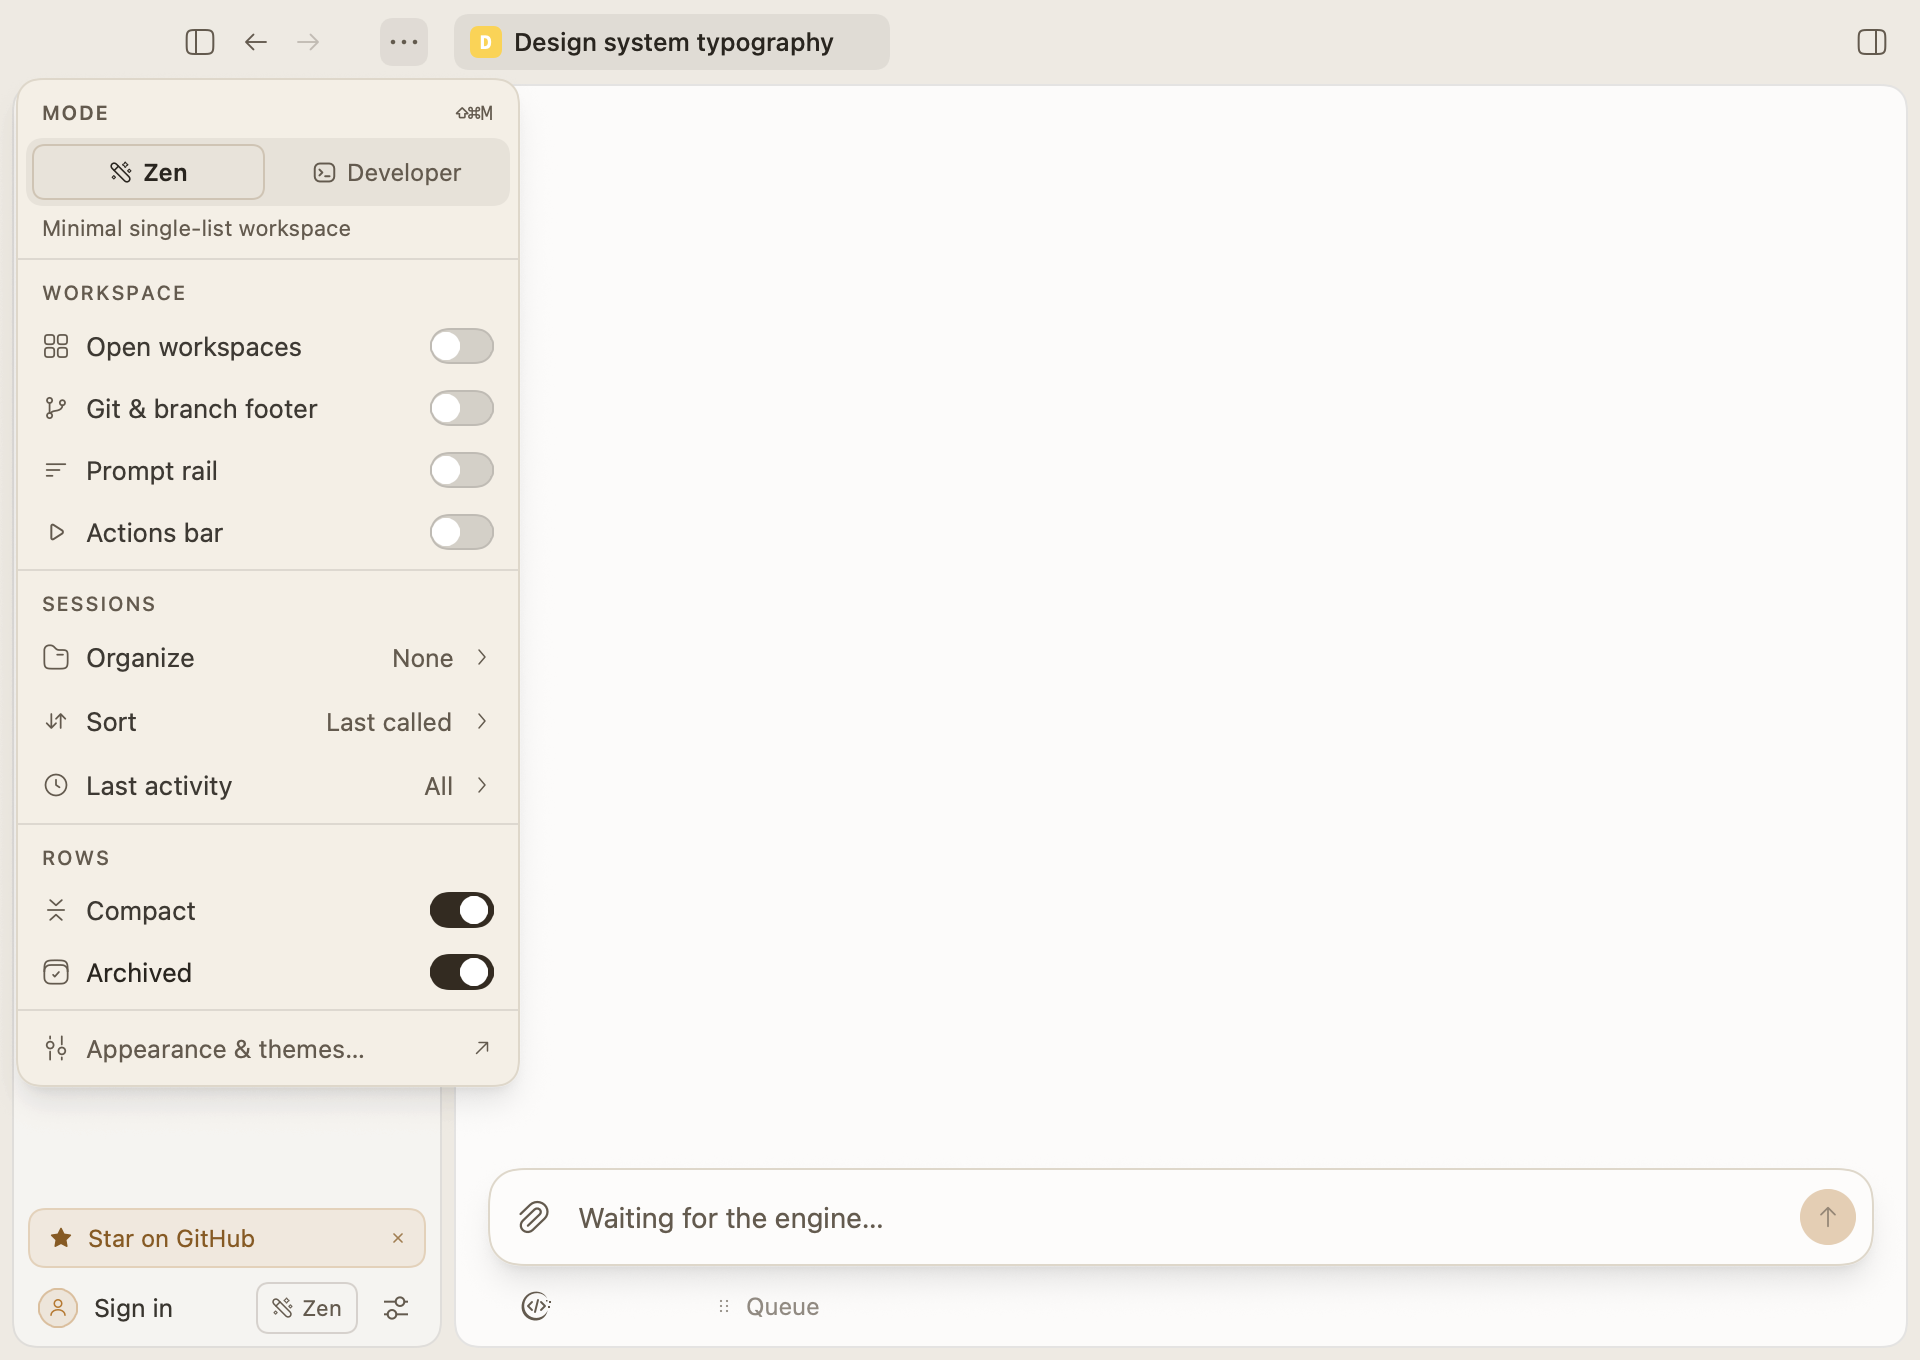 D Design system typography
MODE ⇧⌘M
Zen Developer
Minimal single-list workspace
WORKSPACE
Open workspaces
Git & branch footer
Prompt rail
Actions bar
SESSIONS
Organize None
Sort Last called
Last activity All
ROWS
Compact
Archived
Appearance & themes...
Star on GitHub
Sign in Zen
Waiting for the engine...
Queue